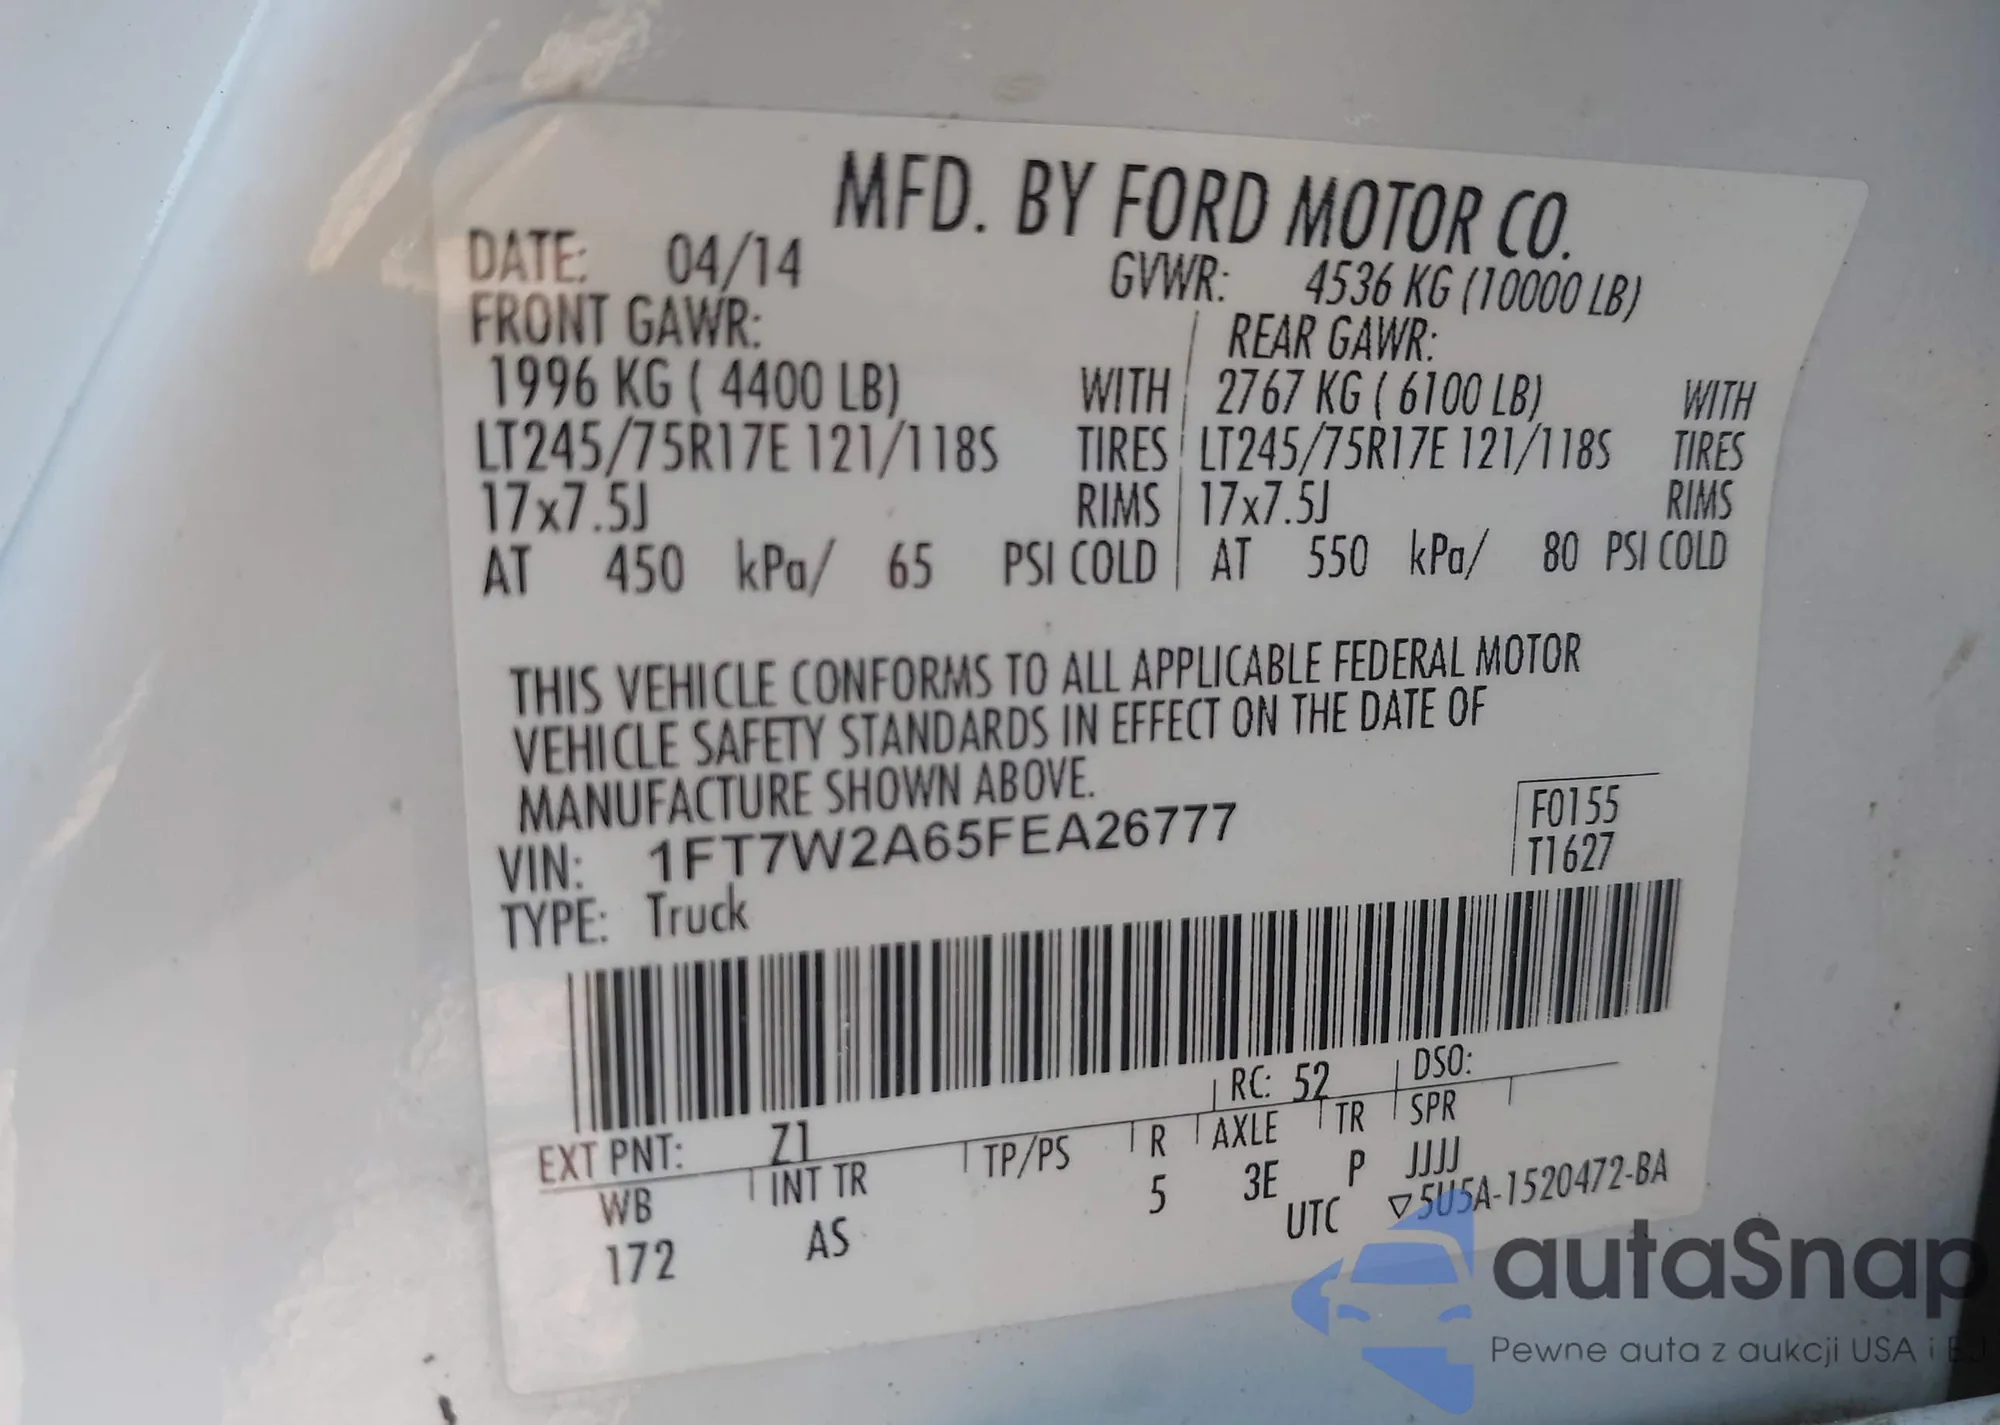 MFD. BY FORD MOTOR CO.
DATE: 04/14 GVWR: 4536 KG (10000 LB)
FRONT GAWR: REAR GAWR:
1996 KG ( 4400 LB) WITH 2767 KG ( 6100 LB) WITH
LT245/75R17E 121/118S TIRES LT245/75R17E 121/118S TIRES
17x7.5J RIMS 17x7.5J RIMS
AT 450 kPa/ 65 PSI COLD AT 550 kPa/ 80 PSI COLD
THIS VEHICLE CONFORMS TO ALL APPLICABLE FEDERAL MOTOR
VEHICLE SAFETY STANDARDS IN EFFECT ON THE DATE OF
MANUFACTURE SHOWN ABOVE.
VIN: 1FT7W2A65FEA26777
F0155
T1627
TYPE: Truck
EXT PNT: Z1 RC: 52 DSO:
WB INT TR TP/PS R AXLE TR SPR
172 AS 5 3E P JJJJ
UTC ▽5U5A-1520472-BA
autaSnap
Pewne auta z aukcji USA i EU